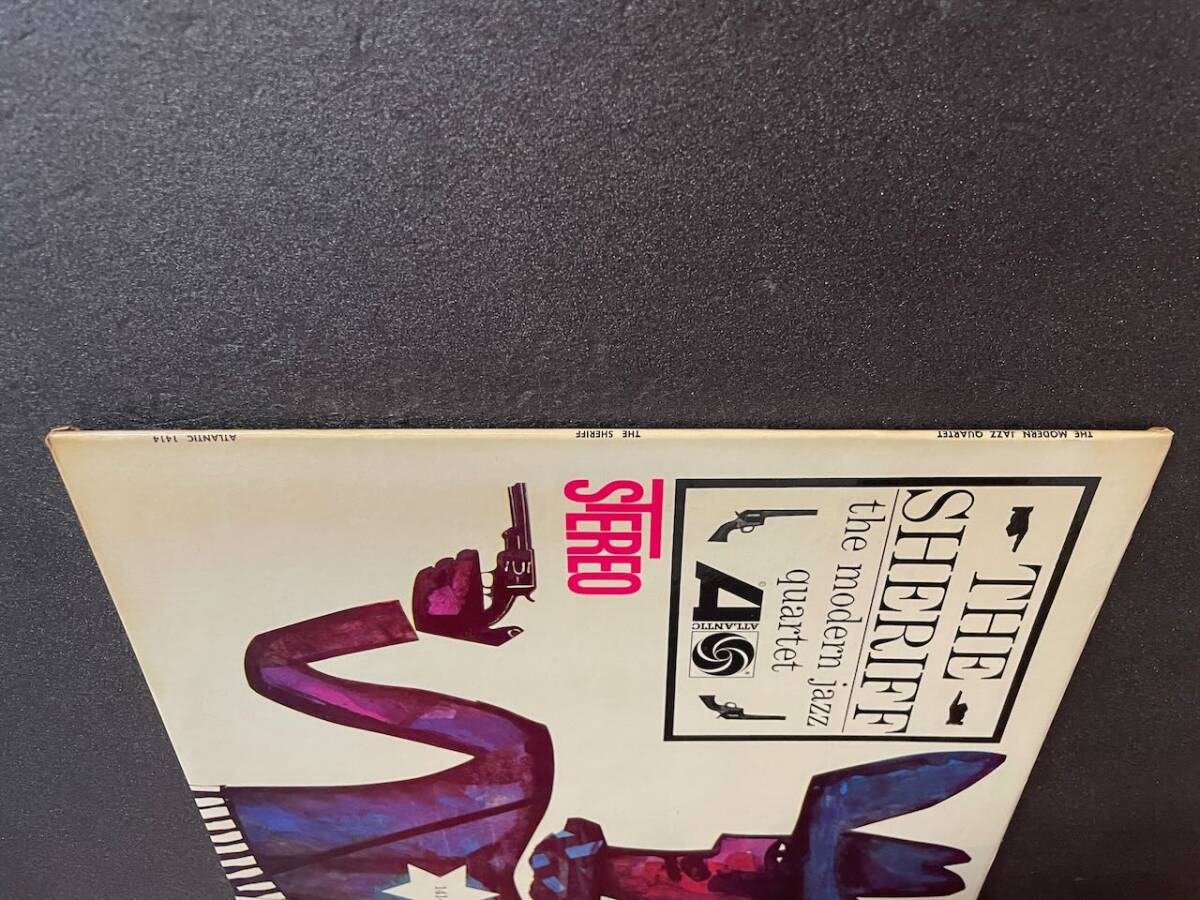 THE MODERN JAZZ QUARTET
THE SHERIFF
ATLANTIC 1414
THE
SHERIFF
the modern jazz
quartet
ATLANTIC
STEREO